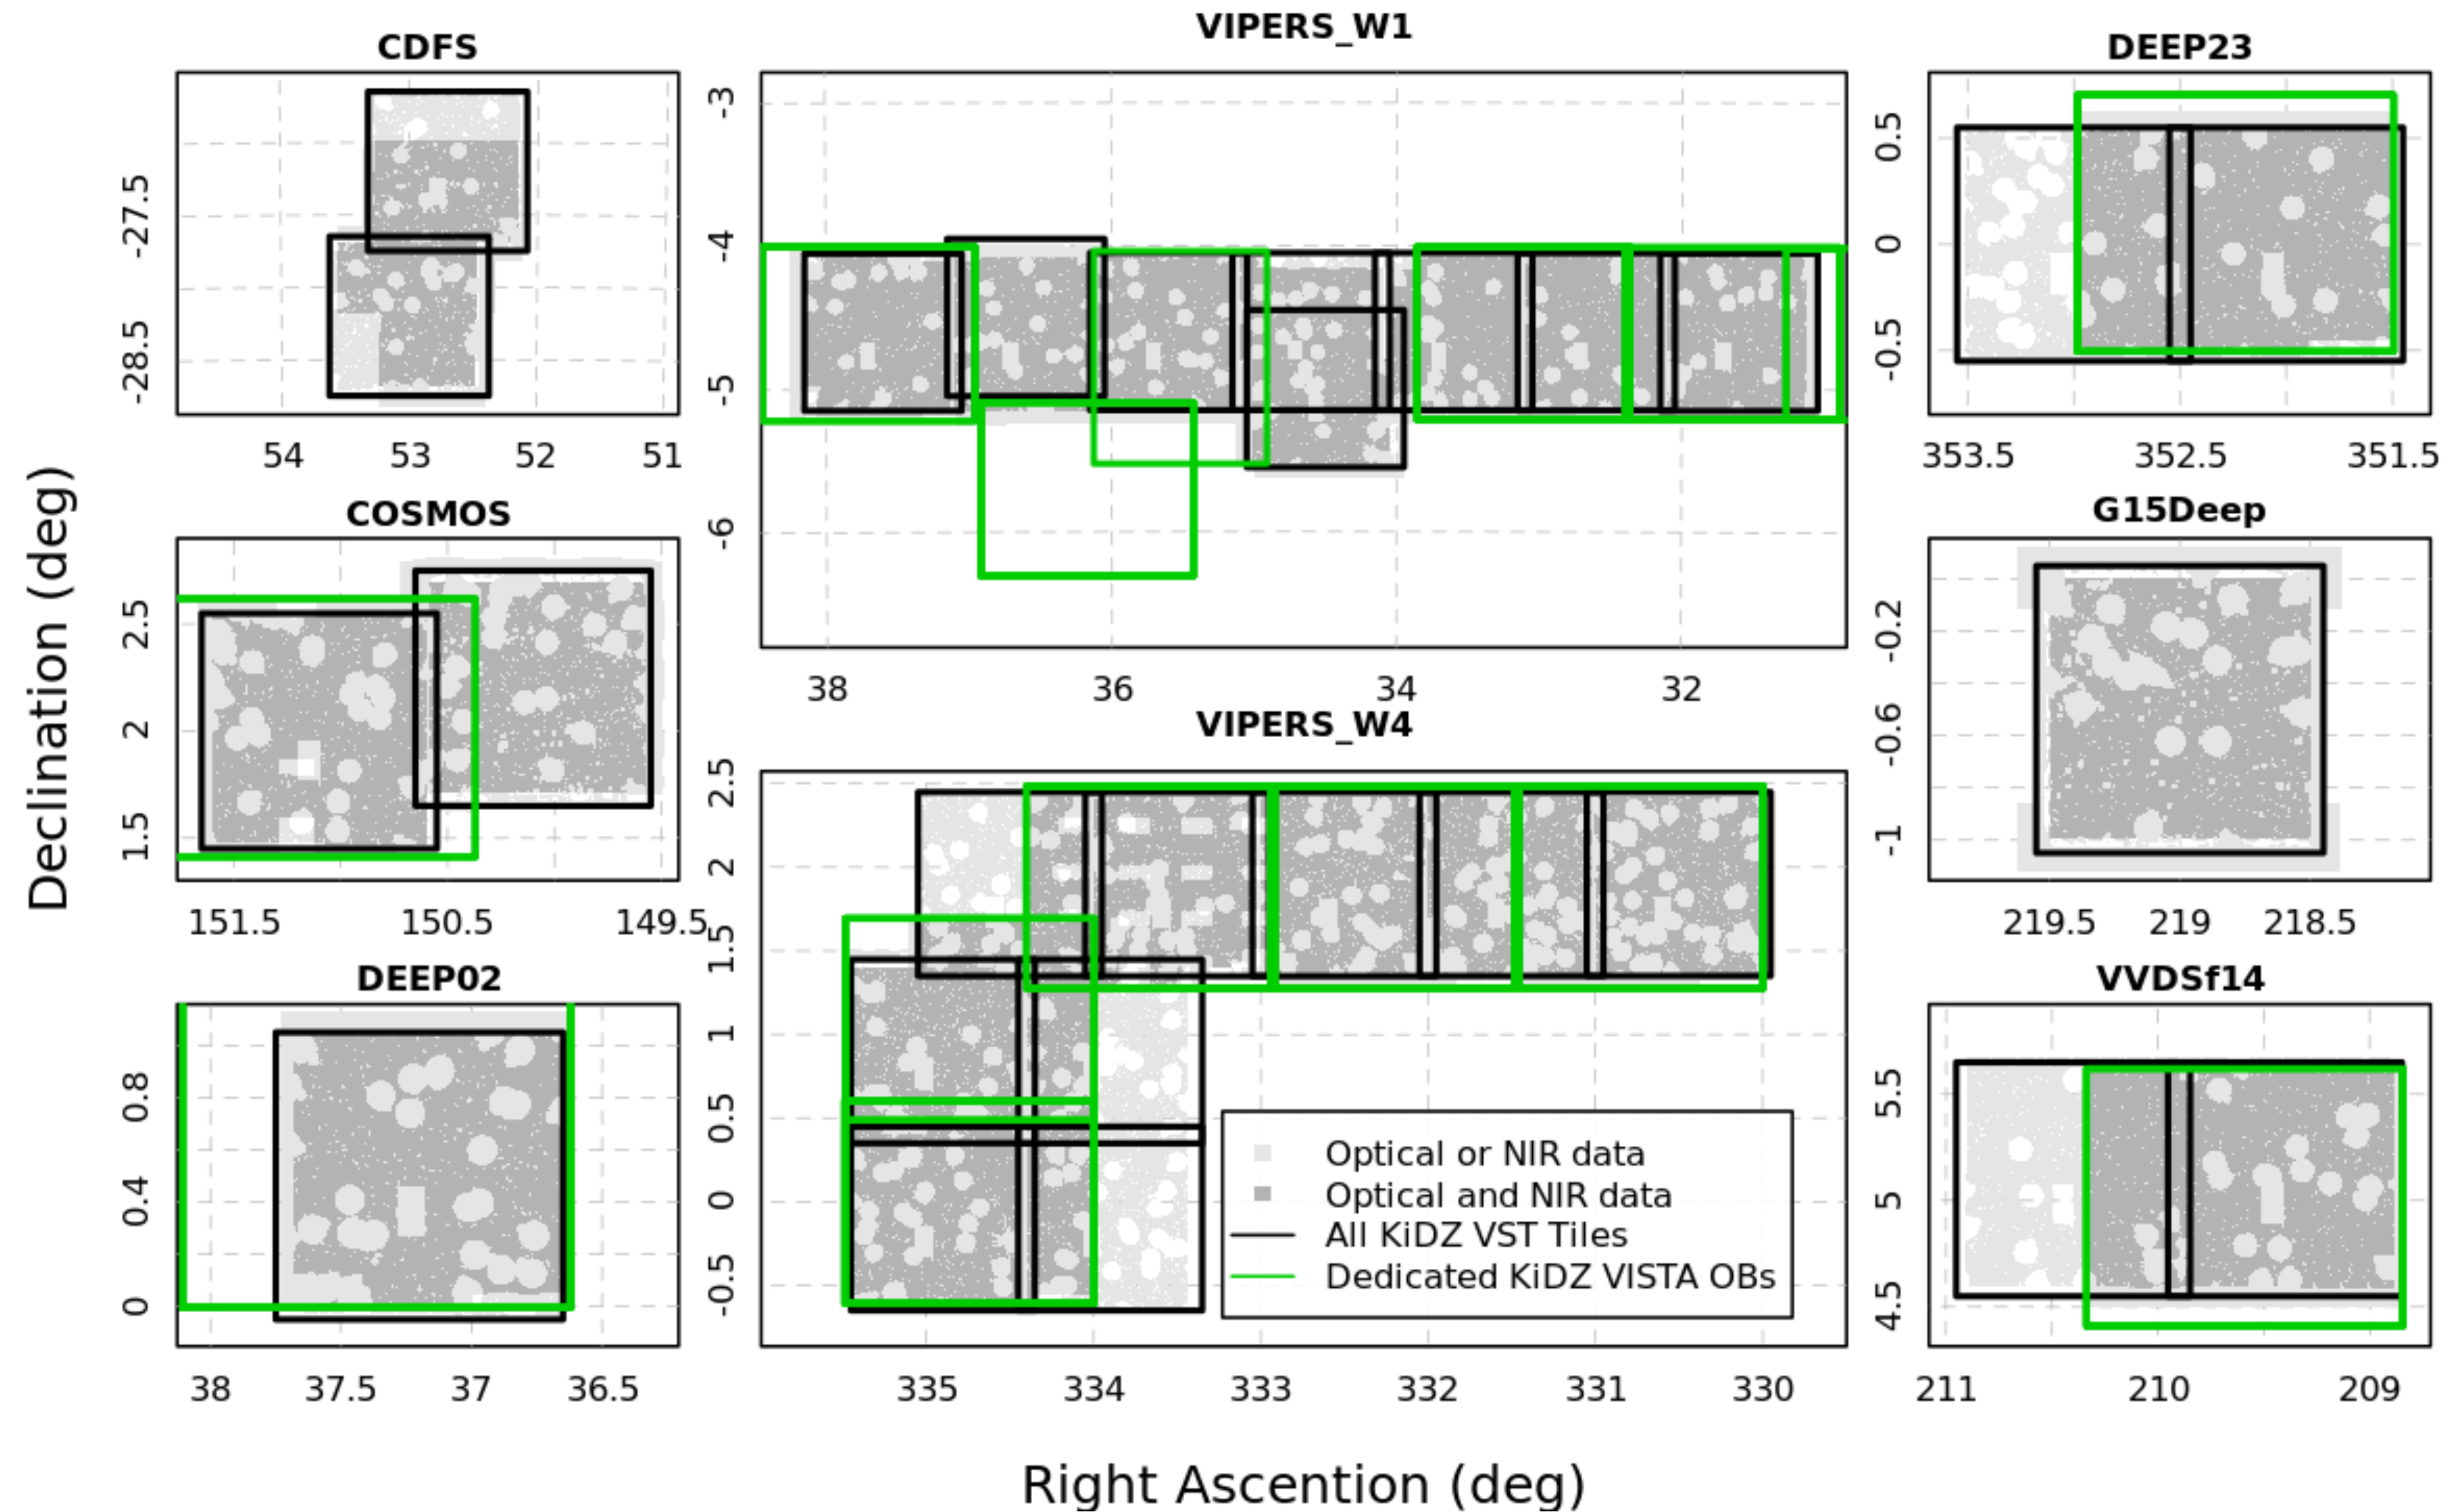 CDFS
-27.5
-28.5
54 53 52 51
VIPERS_W1
-3
-4
-5
-6
38 36 34 32
DEEP23
0.5
0
-0.5
353.5 352.5 351.5
COSMOS
2.5
2
1.5
151.5 150.5 149.5
G15Deep
-0.2
-0.6
-1
219.5 219 218.5
DEEP02
0.8
0.4
0
38 37.5 37 36.5
VIPERS_W4
2.5
2
1.5
1
0.5
0
-0.5
335 334 333 332 331 330
Optical or NIR data
Optical and NIR data
All KiDZ VST Tiles
Dedicated KiDZ VISTA OBs
VVDSf14
5.5
5
4.5
211 210 209
Declination (deg)
Right Ascention (deg)